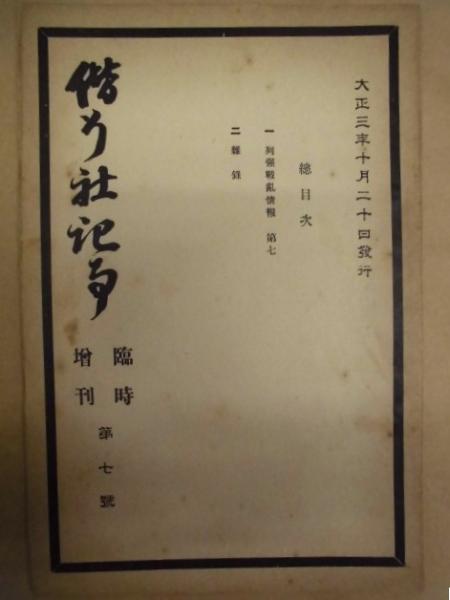 大正三年十月二十日發行
總目次
一 列强戰亂情報 第七
二 雜錄
偕行社記事
臨時
增刊
第七號